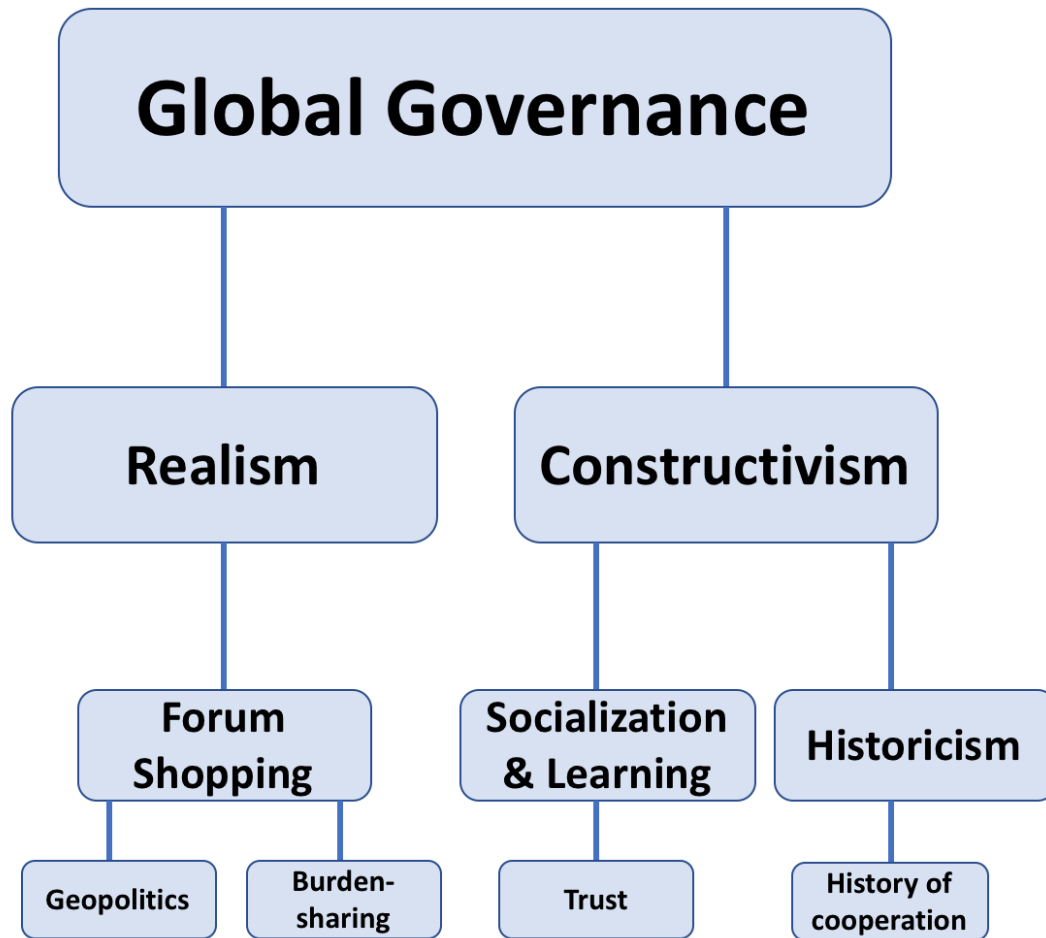 Global Governance
Realism
Constructivism
Forum
Shopping
Socialization
& Learning
Historicism
Geopolitics
Burden-
sharing
Trust
History of
cooperation